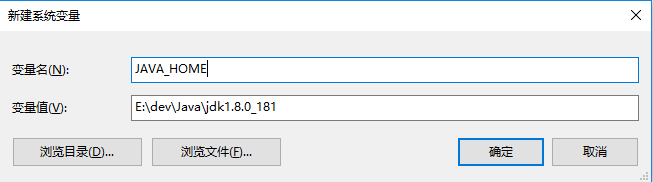 新建系统变量
变量名(N): JAVA_HOME
变量值(V): E:\dev\Java\jdk1.8.0_181
浏览目录(D)... 浏览文件(F)... 确定 取消